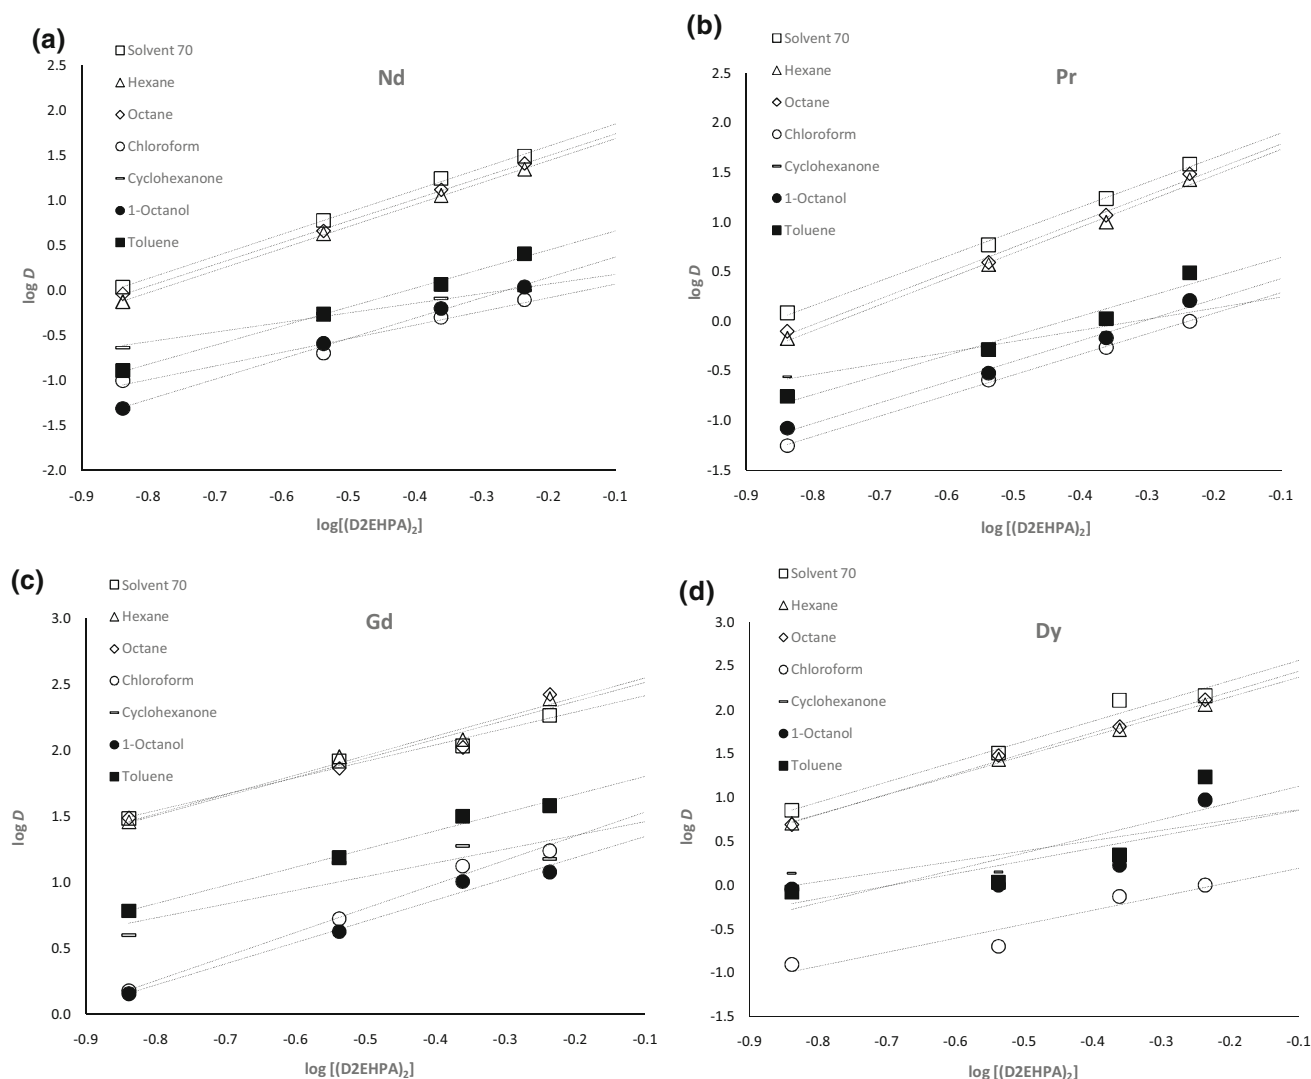 (a)
Solvent 70
Hexane
Octane
Chloroform
Cyclohexanone
1-Octanol
Toluene
Nd
2.5
2.0
1.5
1.0
0.5
0.0
-0.5
-1.0
-1.5
-2.0
log D
-0.9 -0.8 -0.7 -0.6 -0.5 -0.4 -0.3 -0.2 -0.1
log[(D2EHPA)2]
(b)
Solvent 70
Hexane
Octane
Chloroform
Cyclohexanone
1-Octanol
Toluene
Pr
2.5
2.0
1.5
1.0
0.5
0.0
-0.5
-1.0
-1.5
log D
-0.9 -0.8 -0.7 -0.6 -0.5 -0.4 -0.3 -0.2 -0.1
log [(D2EHPA)2]
(c)
Solvent 70
Hexane
Octane
Chloroform
Cyclohexanone
1-Octanol
Toluene
Gd
3.0
2.5
2.0
1.5
1.0
0.5
0.0
log D
-0.9 -0.8 -0.7 -0.6 -0.5 -0.4 -0.3 -0.2 -0.1
log [(D2EHPA)2]
(d)
Solvent 70
Hexane
Octane
Chloroform
Cyclohexanone
1-Octanol
Toluene
Dy
3.0
2.5
2.0
1.5
1.0
0.5
0.0
-0.5
-1.0
-1.5
log D
-0.9 -0.8 -0.7 -0.6 -0.5 -0.4 -0.3 -0.2 -0.1
log [(D2EHPA)2]